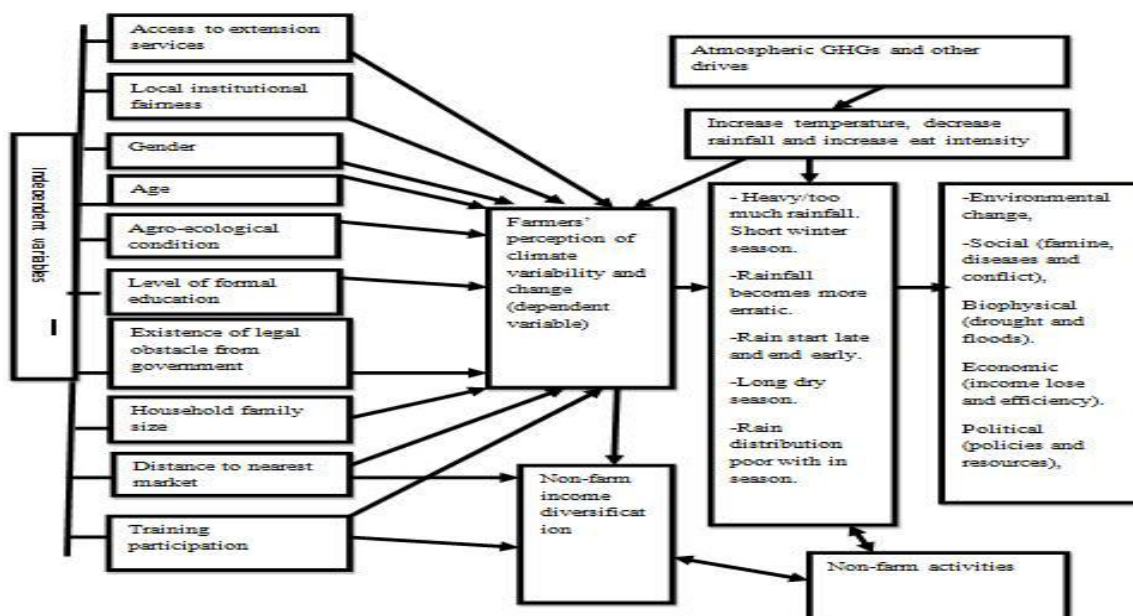 Independent variables
Access to extension
services
Local institutional
fairness
Gender
Age
Agro-ecological
condition
Level of formal
education
Existence of legal
obstacle from
government
Household family
size
Distance to nearest
market
Training
participation
Farmers'
perception of
climate
variability and
change
(dependent
variable)
Non-farm
income
diversificat
ion
Atmospheric GHGs and other
drives
Increase temperature, decrease
rainfall and increase eat intensity
- Heavy/too
much rainfall.
Short winter
season.
-Rainfall
becomes more
erratic.
-Rain start late
and end early.
-Long dry
season.
-Rain
distribution
poor with in
season.
-Environmental
change,
-Social (famine,
diseases and
conflict),
Biophysical
(drought and
floods).
Economic
(income lose
and efficiency).
Political
(policies and
resources),
Non-farm activities